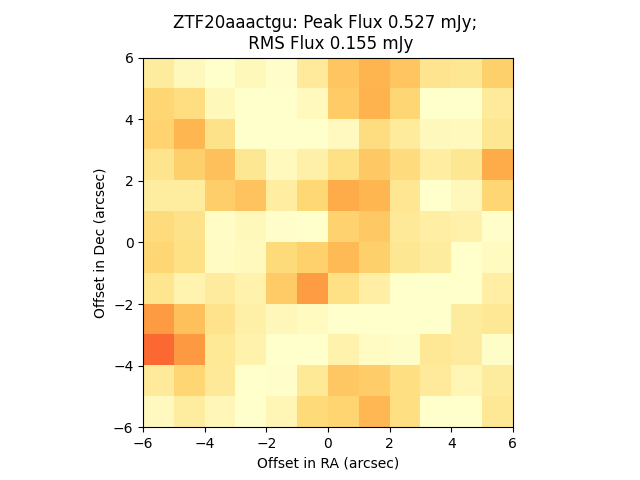 ZTF20aaactgu: Peak Flux 0.527 mJy;
RMS Flux 0.155 mJy
6
4
2
0
−2
−4
−6
Offset in Dec (arcsec)
−6 −4 −2 0 2 4 6
Offset in RA (arcsec)